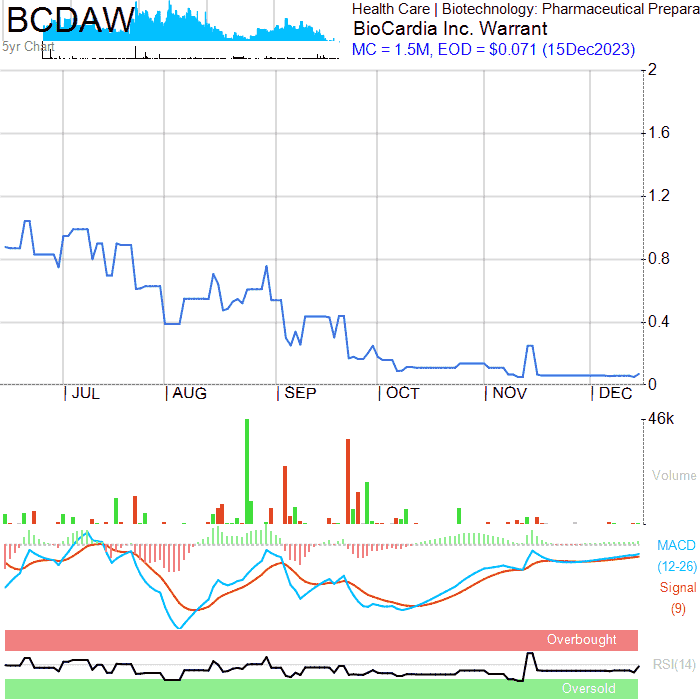 BCDAW
5yr Chart
Health Care | Biotechnology: Pharmaceutical Prepara
BioCardia Inc. Warrant
MC = 1.5M, EOD = $0.071 (15Dec2023)
2
1.6
1.2
0.8
0.4
0
JUL AUG SEP OCT NOV DEC
46k
Volume
MACD
(12-26)
Signal
(9)
Overbought
RSI(14)
Oversold